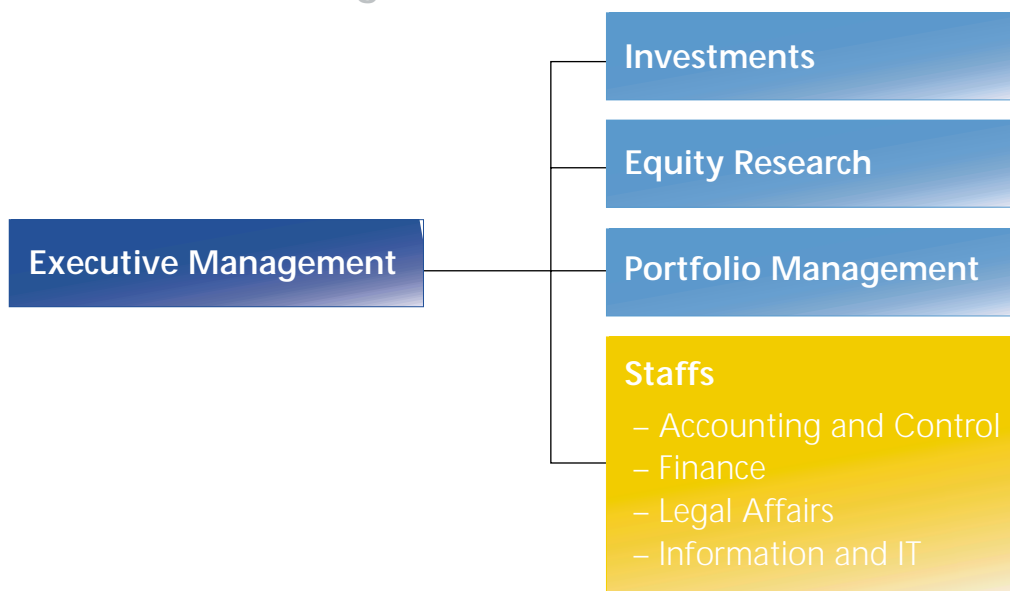 Executive Management
Investments
Equity Research
Portfolio Management
Staffs
– Accounting and Control
– Finance
– Legal Affairs
– Information and IT